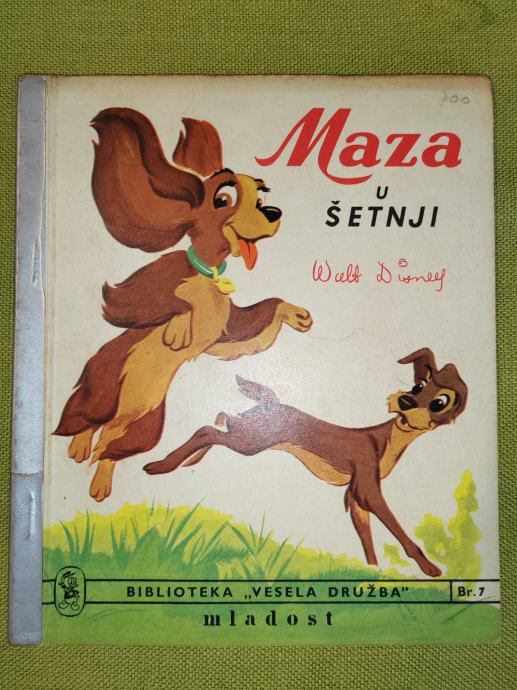 200
Maza
U
ŠETNJI
Walt Disney
BIBLIOTEKA „VESELA DRUŽBA"
Br. 7
mladost